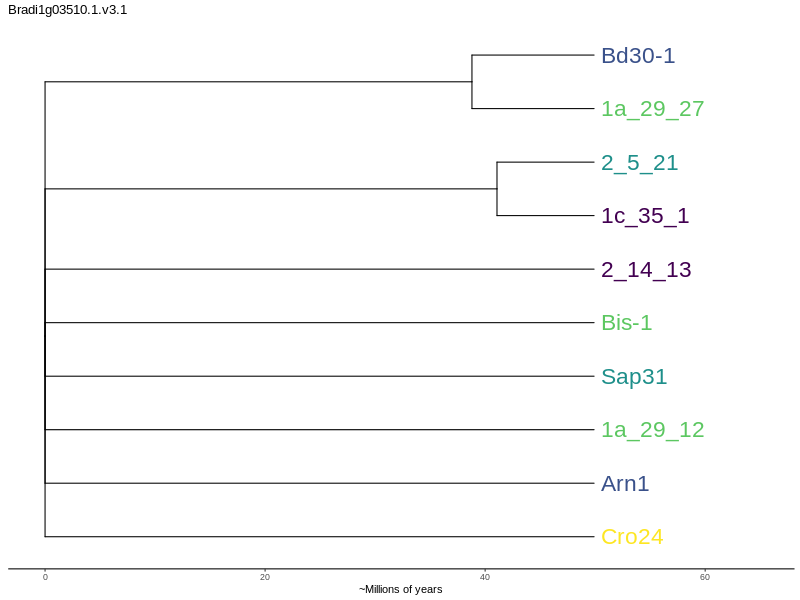 Bradi1g03510.1.v3.1
Bd30-1
1a_29_27
2_5_21
1c_35_1
2_14_13
Bis-1
Sap31
1a_29_12
Arn1
Cro24
0 20 40 60
~Millions of years